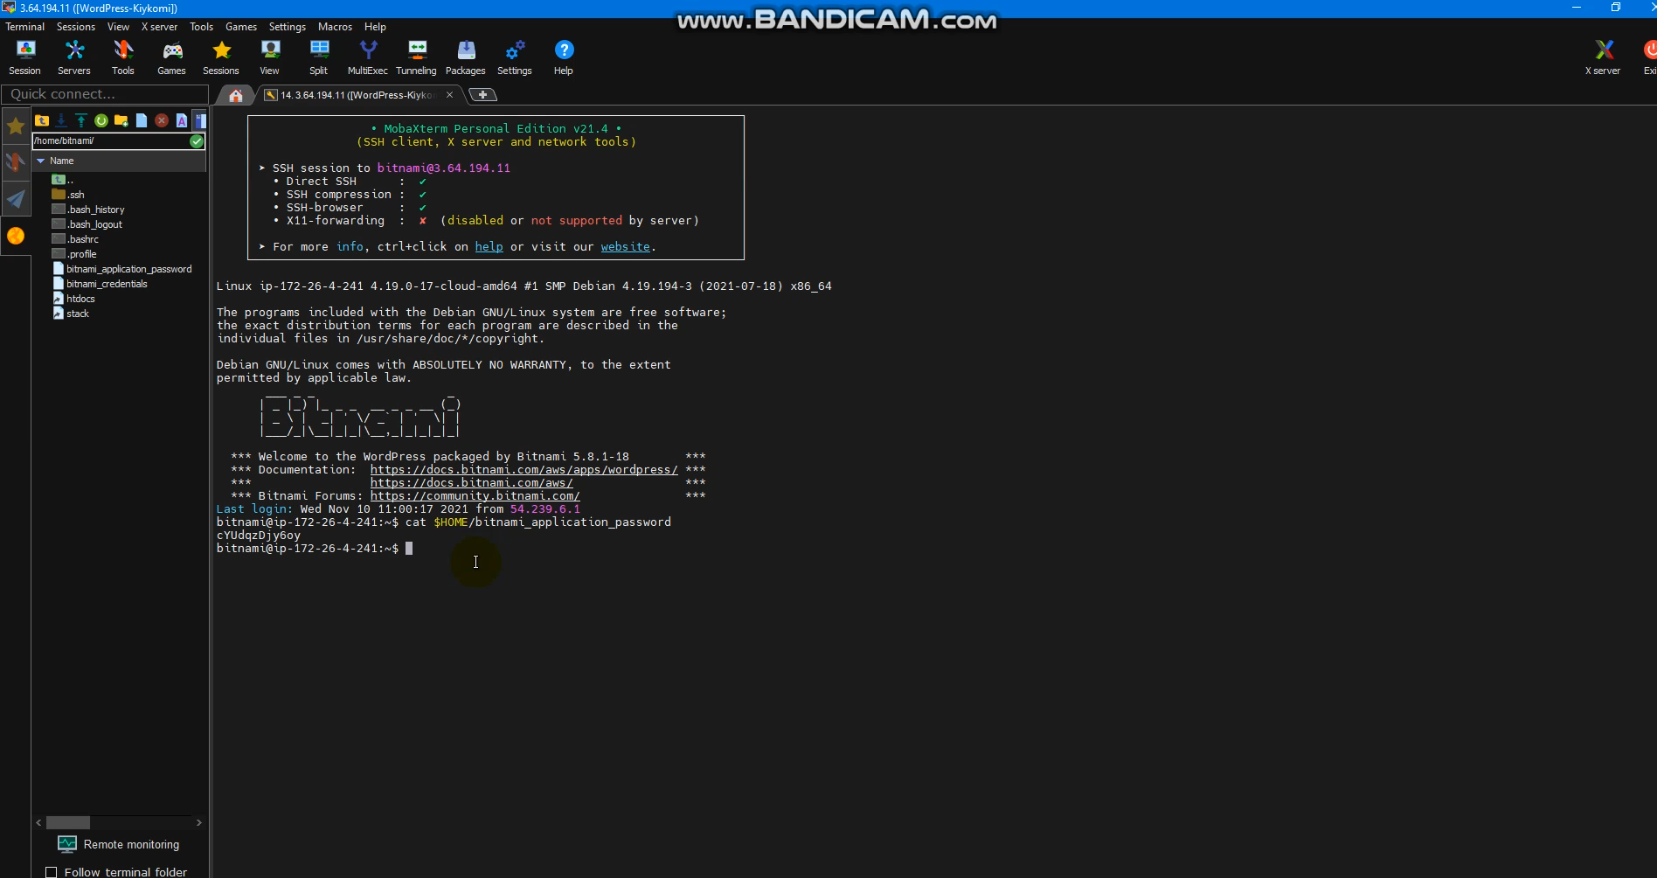 3.64.194.11 ([WordPress-Kiykomi])
www.BANDICAM.com
Terminal Sessions View X server Tools Games Settings Macros Help
Session Servers Tools Games Sessions View Split MultiExec Tunneling Packages Settings Help X server Exi
Quick connect...
14. 3.64.194.11 ([WordPress-Kiyko
/home/bitnami/
Name
..
.ssh
.bash_history
.bash_logout
.bashrc
.profile
bitnami_application_password
bitnami_credentials
htdocs
stack
• MobaXterm Personal Edition v21.4 •
(SSH client, X server and network tools)
➤ SSH session to bitnami@3.64.194.11
• Direct SSH : ✔
• SSH compression : ✔
• SSH-browser : ✔
• X11-forwarding : ✘ (disabled or not supported by server)
➤ For more info, ctrl+click on help or visit our website.
Linux ip-172-26-4-241 4.19.0-17-cloud-amd64 #1 SMP Debian 4.19.194-3 (2021-07-18) x86_64
The programs included with the Debian GNU/Linux system are free software;
the exact distribution terms for each program are described in the
individual files in /usr/share/doc/*/copyright.
Debian GNU/Linux comes with ABSOLUTELY NO WARRANTY, to the extent
permitted by applicable law.
Bitnami
*** Welcome to the WordPress packaged by Bitnami 5.8.1-18 ***
*** Documentation: https://docs.bitnami.com/aws/apps/wordpress/ ***
*** https://docs.bitnami.com/aws/ ***
*** Bitnami Forums: https://community.bitnami.com/ ***
Last login: Wed Nov 10 11:00:17 2021 from 54.239.6.1
bitnami@ip-172-26-4-241:~$ cat $HOME/bitnami_application_password
cYUdqzDjy6oy
bitnami@ip-172-26-4-241:~$
Remote monitoring
Follow terminal folder